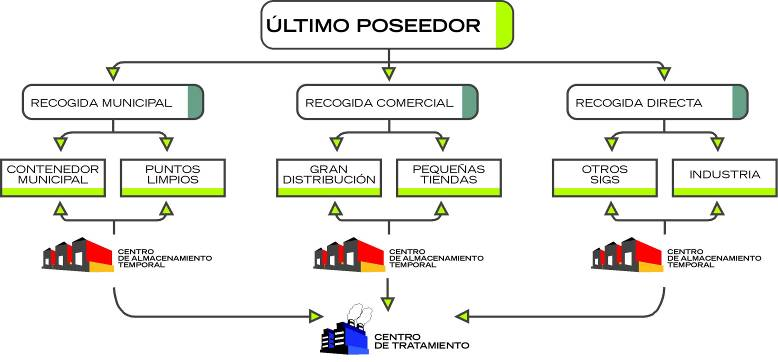 ÚLTIMO POSEEDOR
RECOGIDA MUNICIPAL
RECOGIDA COMERCIAL
RECOGIDA DIRECTA
CONTENEDOR
MUNICIPAL
PUNTOS
LIMPIOS
GRAN
DISTRIBUCIÓN
PEQUEÑAS
TIENDAS
OTROS
SIGS
INDUSTRIA
CENTRO
DE ALMACENAMIENTO
TEMPORAL
CENTRO
DE ALMACENAMIENTO
TEMPORAL
CENTRO
DE ALMACENAMIENTO
TEMPORAL
CENTRO
DE TRATAMIENTO